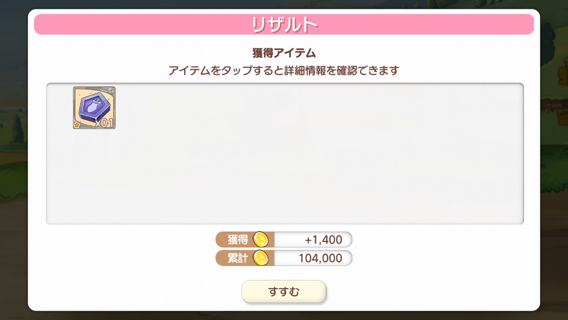 リザルト
獲得アイテム
アイテムをタップすると詳細情報を確認できます
x01
獲得 +1,400
累計 104,000
すすむ